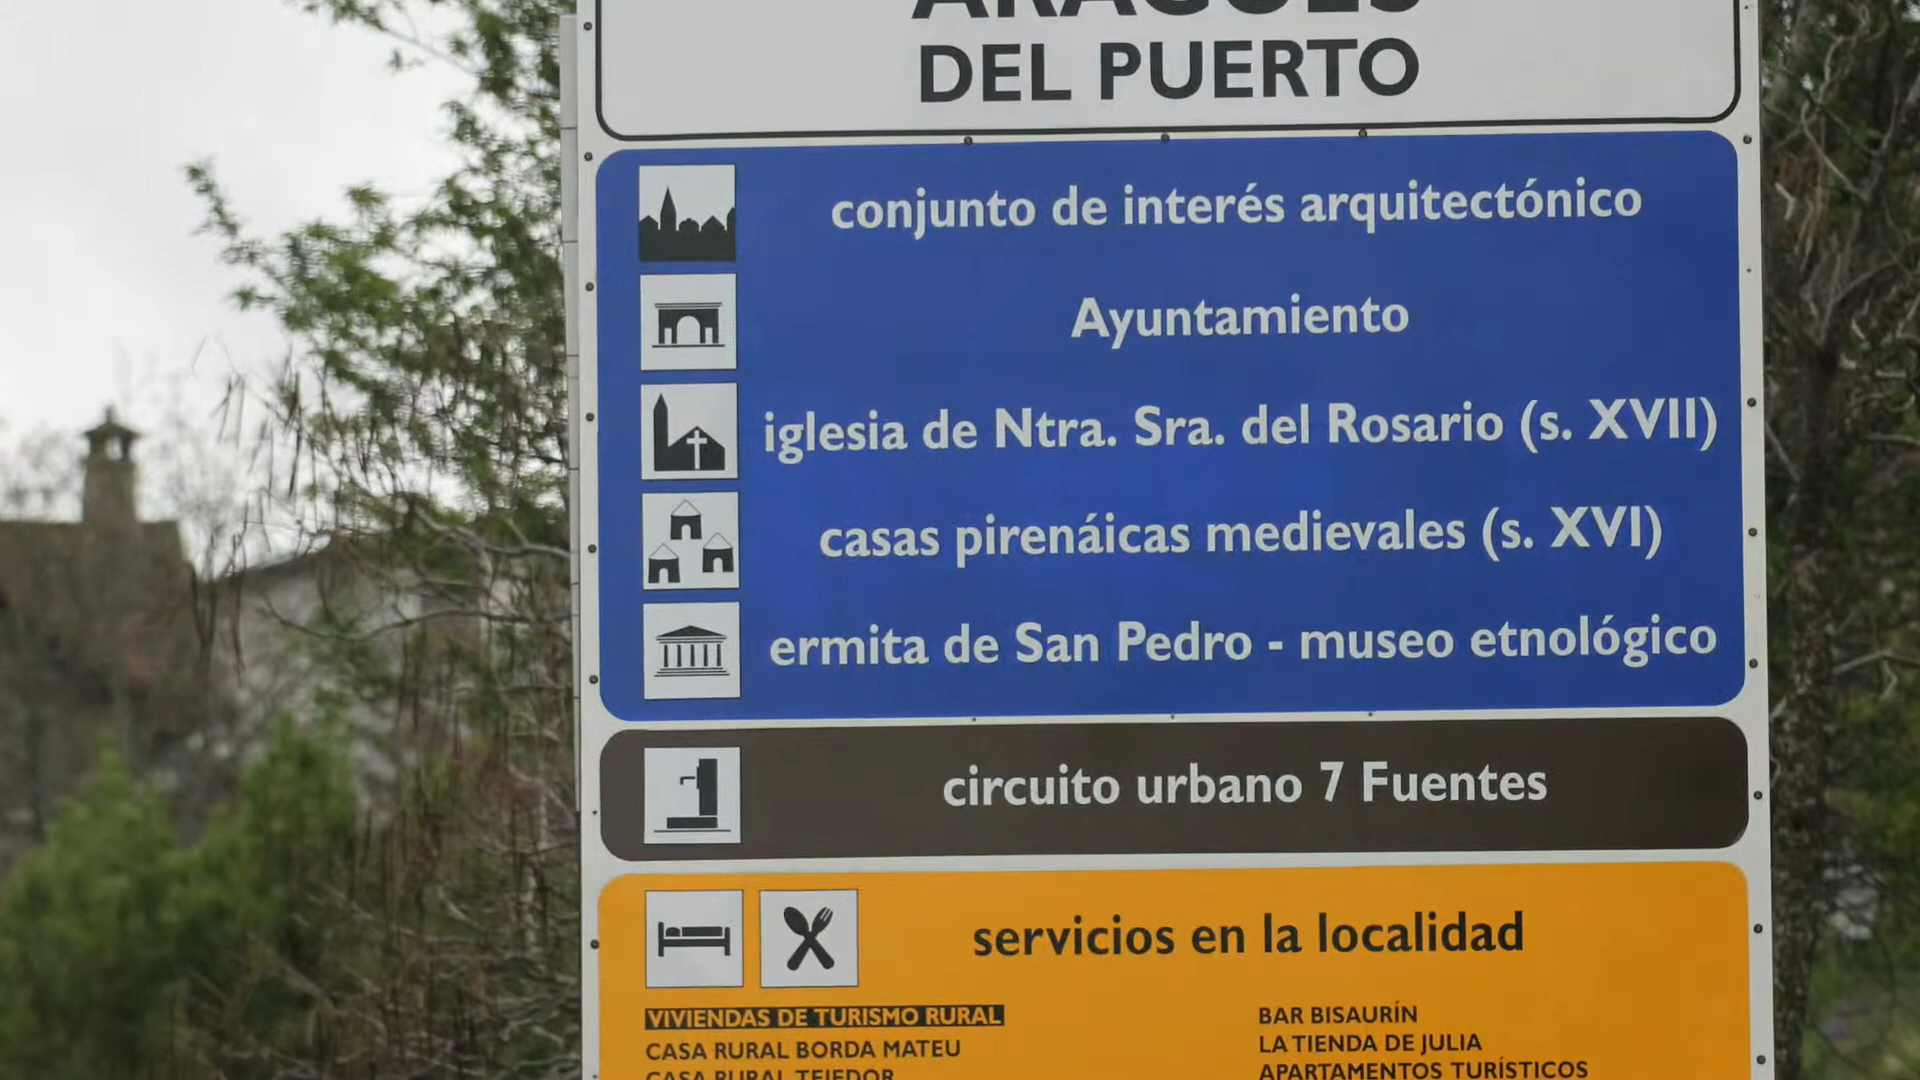 ARAGÜÉS
DEL PUERTO
conjunto de interés arquitectónico
Ayuntamiento
iglesia de Ntra. Sra. del Rosario (s. XVII)
casas pirenáicas medievales (s. XVI)
ermita de San Pedro - museo etnológico
circuito urbano 7 Fuentes
servicios en la localidad
VIVIENDAS DE TURISMO RURAL
CASA RURAL BORDA MATEU
CASA RURAL TEJEDOR
BAR BISAURÍN
LA TIENDA DE JULIA
APARTAMENTOS TURÍSTICOS